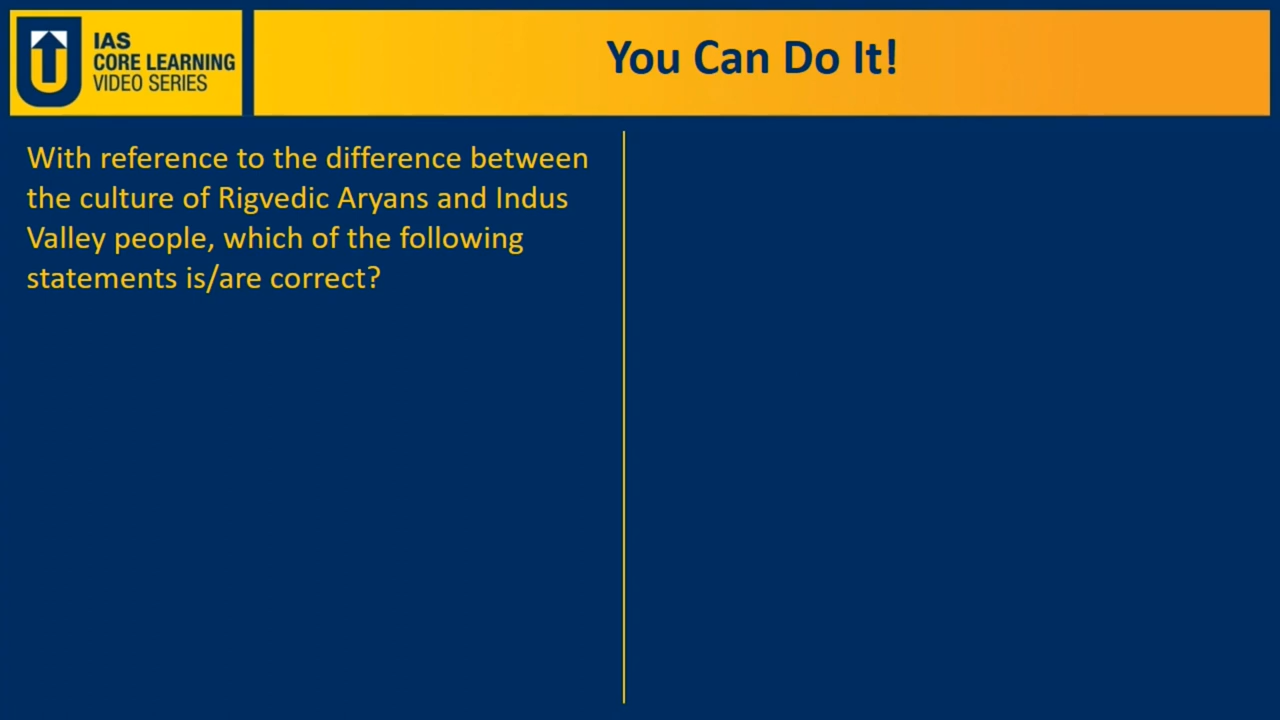 IAS
CORE LEARNING
VIDEO SERIES
You Can Do It!
With reference to the difference between
the culture of Rigvedic Aryans and Indus
Valley people, which of the following
statements is/are correct?